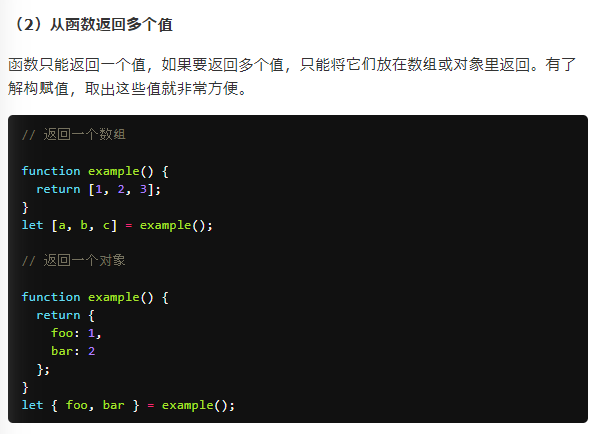 （2）从函数返回多个值
函数只能返回一个值，如果要返回多个值，只能将它们放在数组或对象里返回。有了
解构赋值，取出这些值就非常方便。
// 返回一个数组
function example() {
  return [1, 2, 3];
}
let [a, b, c] = example();
// 返回一个对象
function example() {
  return {
    foo: 1,
    bar: 2
  };
}
let { foo, bar } = example();